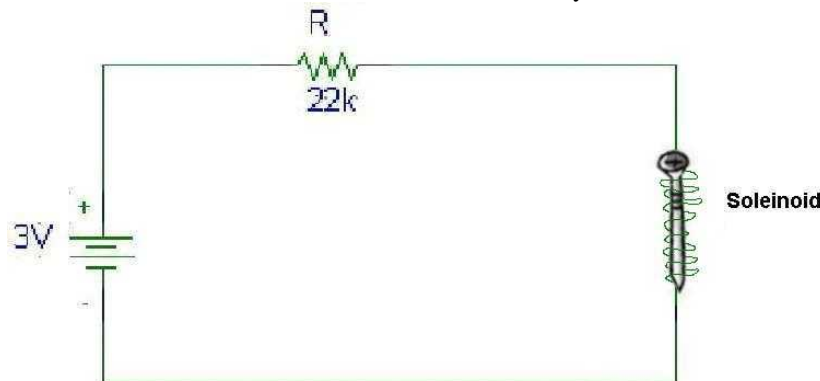 R
22k
+
3V
-
Soleinoid